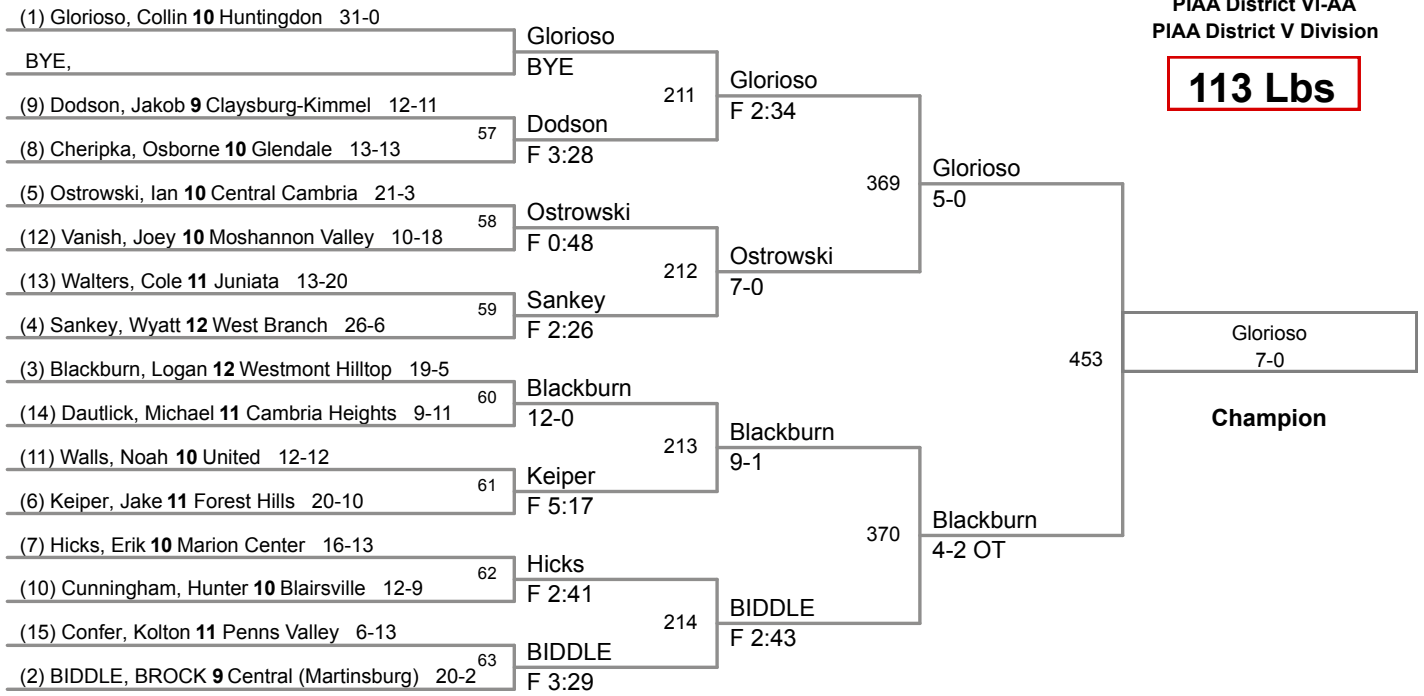 PIAA District VI-AA
PIAA District V Division
113 Lbs
(1) Glorioso, Collin 10 Huntingdon 31-0
BYE,
(9) Dodson, Jakob 9 Claysburg-Kimmel 12-11
(8) Cheripka, Osborne 10 Glendale 13-13
(5) Ostrowski, Ian 10 Central Cambria 21-3
(12) Vanish, Joey 10 Moshannon Valley 10-18
(13) Walters, Cole 11 Juniata 13-20
(4) Sankey, Wyatt 12 West Branch 26-6
(3) Blackburn, Logan 12 Westmont Hilltop 19-5
(14) Dautlick, Michael 11 Cambria Heights 9-11
(11) Walls, Noah 10 United 12-12
(6) Keiper, Jake 11 Forest Hills 20-10
(7) Hicks, Erik 10 Marion Center 16-13
(10) Cunningham, Hunter 10 Blairsville 12-9
(15) Confer, Kolton 11 Penns Valley 6-13
(2) BIDDLE, BROCK 9 Central (Martinsburg) 20-2
57
58
59
60
61
62
63
Glorioso
BYE
Dodson
F 3:28
Ostrowski
F 0:48
Sankey
F 2:26
Blackburn
12-0
Keiper
F 5:17
Hicks
F 2:41
BIDDLE
F 3:29
211
212
213
214
Glorioso
F 2:34
Ostrowski
7-0
Blackburn
9-1
BIDDLE
F 2:43
369
370
Glorioso
5-0
Blackburn
4-2 OT
453
Glorioso
7-0
Champion